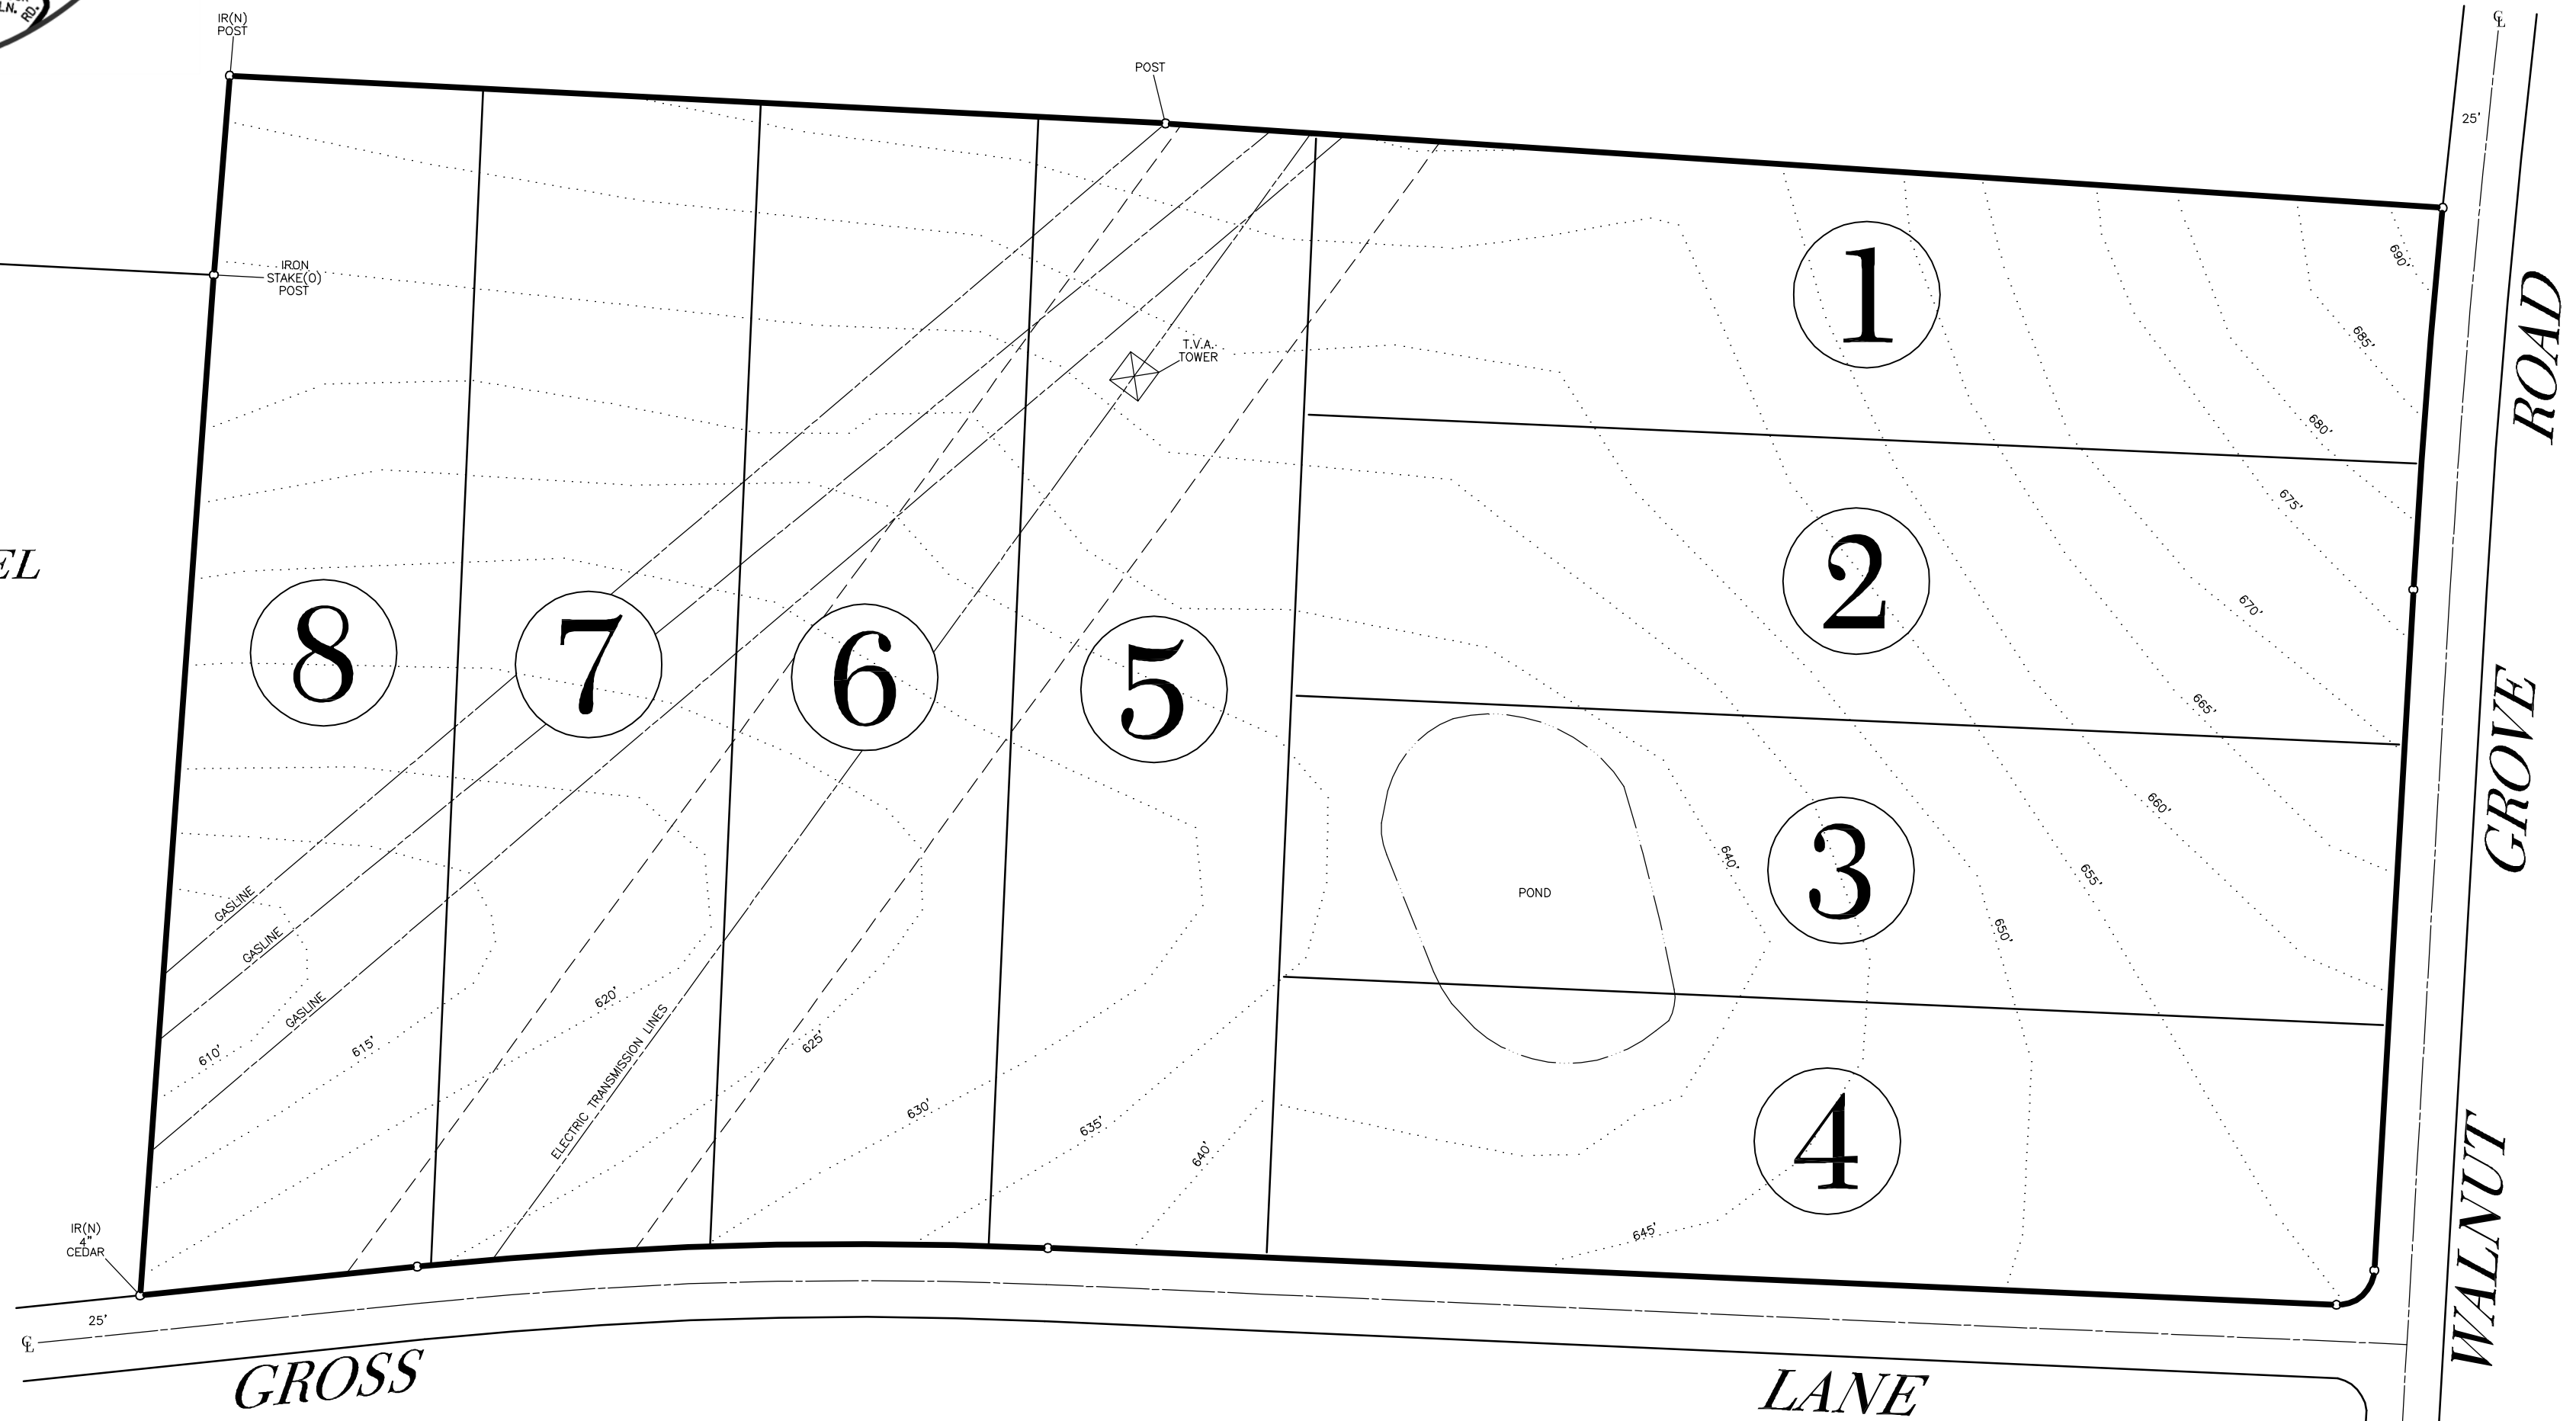 LN.
RD.
IR(N)
POST
POST
℄
25'
IRON
STAKE(O)
POST
T.V.A.
TOWER
1
690'
685'
680'
675'
670'
665'
660'
655'
650'
640'
ROAD
GROVE
WALNUT
EL
2
8
7
6
5
3
POND
4
GASLINE
GASLINE
GASLINE
610'
615'
620'
625'
630'
635'
640'
645'
ELECTRIC TRANSMISSION LINES
IR(N)
4"
CEDAR
25'
℄
GROSS
LANE